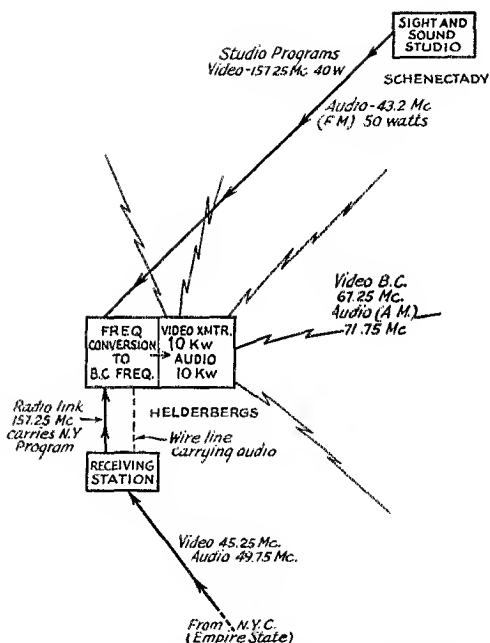 SIGHT AND
SOUND
STUDIO
Studio Programs
Video-157.25 Mc 40W
SCHENECTADY
Audio-43.2 Mc
(F.M.) 50 watts
Video B.C.
67.25 Mc.
Audio (A.M.)
71.75 Mc
FREQ
CONVERSION
TO
B.C FREQ.
VIDEO XMTR.
10 Kw
AUDIO
10 Kw
Radio link
157.25 Mc
carries N.Y
Program
HELDERBERGS
Wire line
carrying audio
RECEIVING
STATION
Video 45.25 Mc.
Audio 49.75 Mc.
From N.Y.C.
(Empire State)